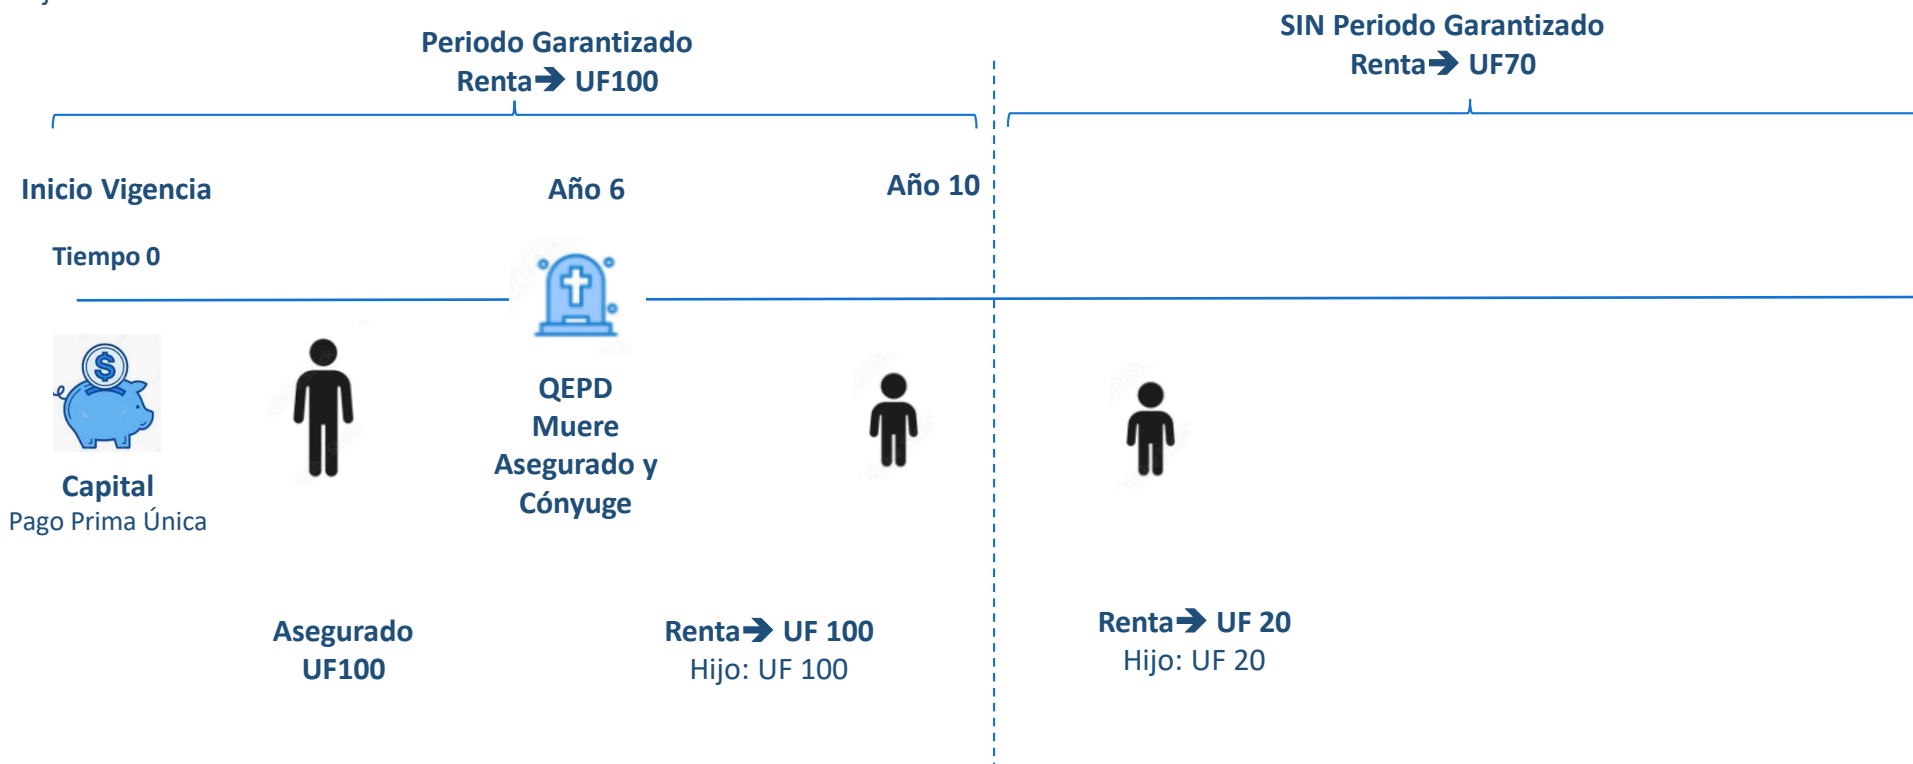 Periodo Garantizado
Renta➔ UF100
SIN Periodo Garantizado
Renta➔ UF70
Inicio Vigencia
Año 6
Año 10
Tiempo 0
QEPD
Muere
Asegurado y
Cónyuge
Capital
Pago Prima Única
Asegurado
UF100
Renta➔ UF 100
Hijo: UF 100
Renta➔ UF 20
Hijo: UF 20